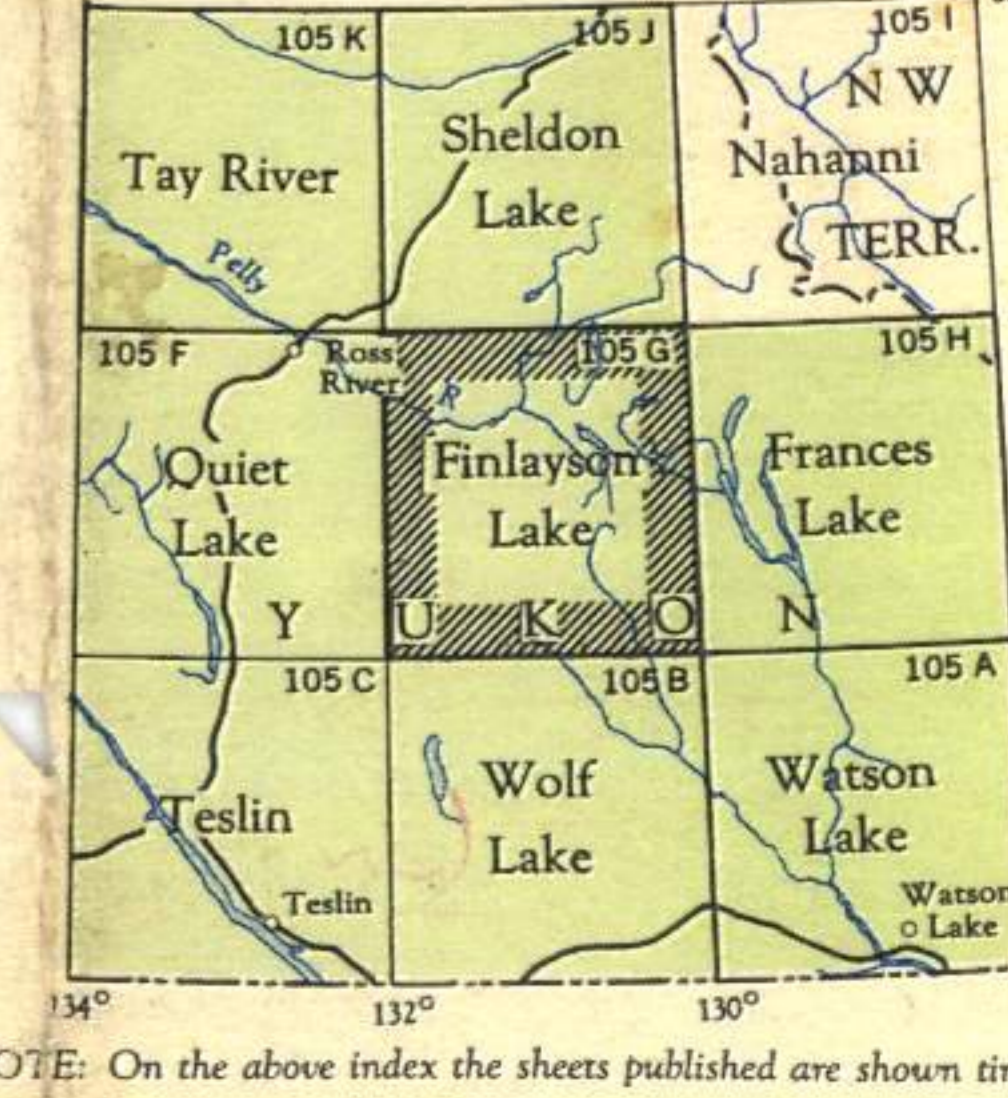 105 K
105 J
105 I
N W
Sheldon
Nahanni
Tay River
Lake
TERR.
Pelly
105 F
Ross
River
105 G
105 H
R
Quiet
Finlayson
Frances
Lake
Lake
Lake
Y U K O N
105 C
105 B
105 A
Wolf
Watson
Teslin
Lake
Lake
Teslin
Watson
Lake
134°
132°
130°
OTE: On the above index the sheets published are shown tin